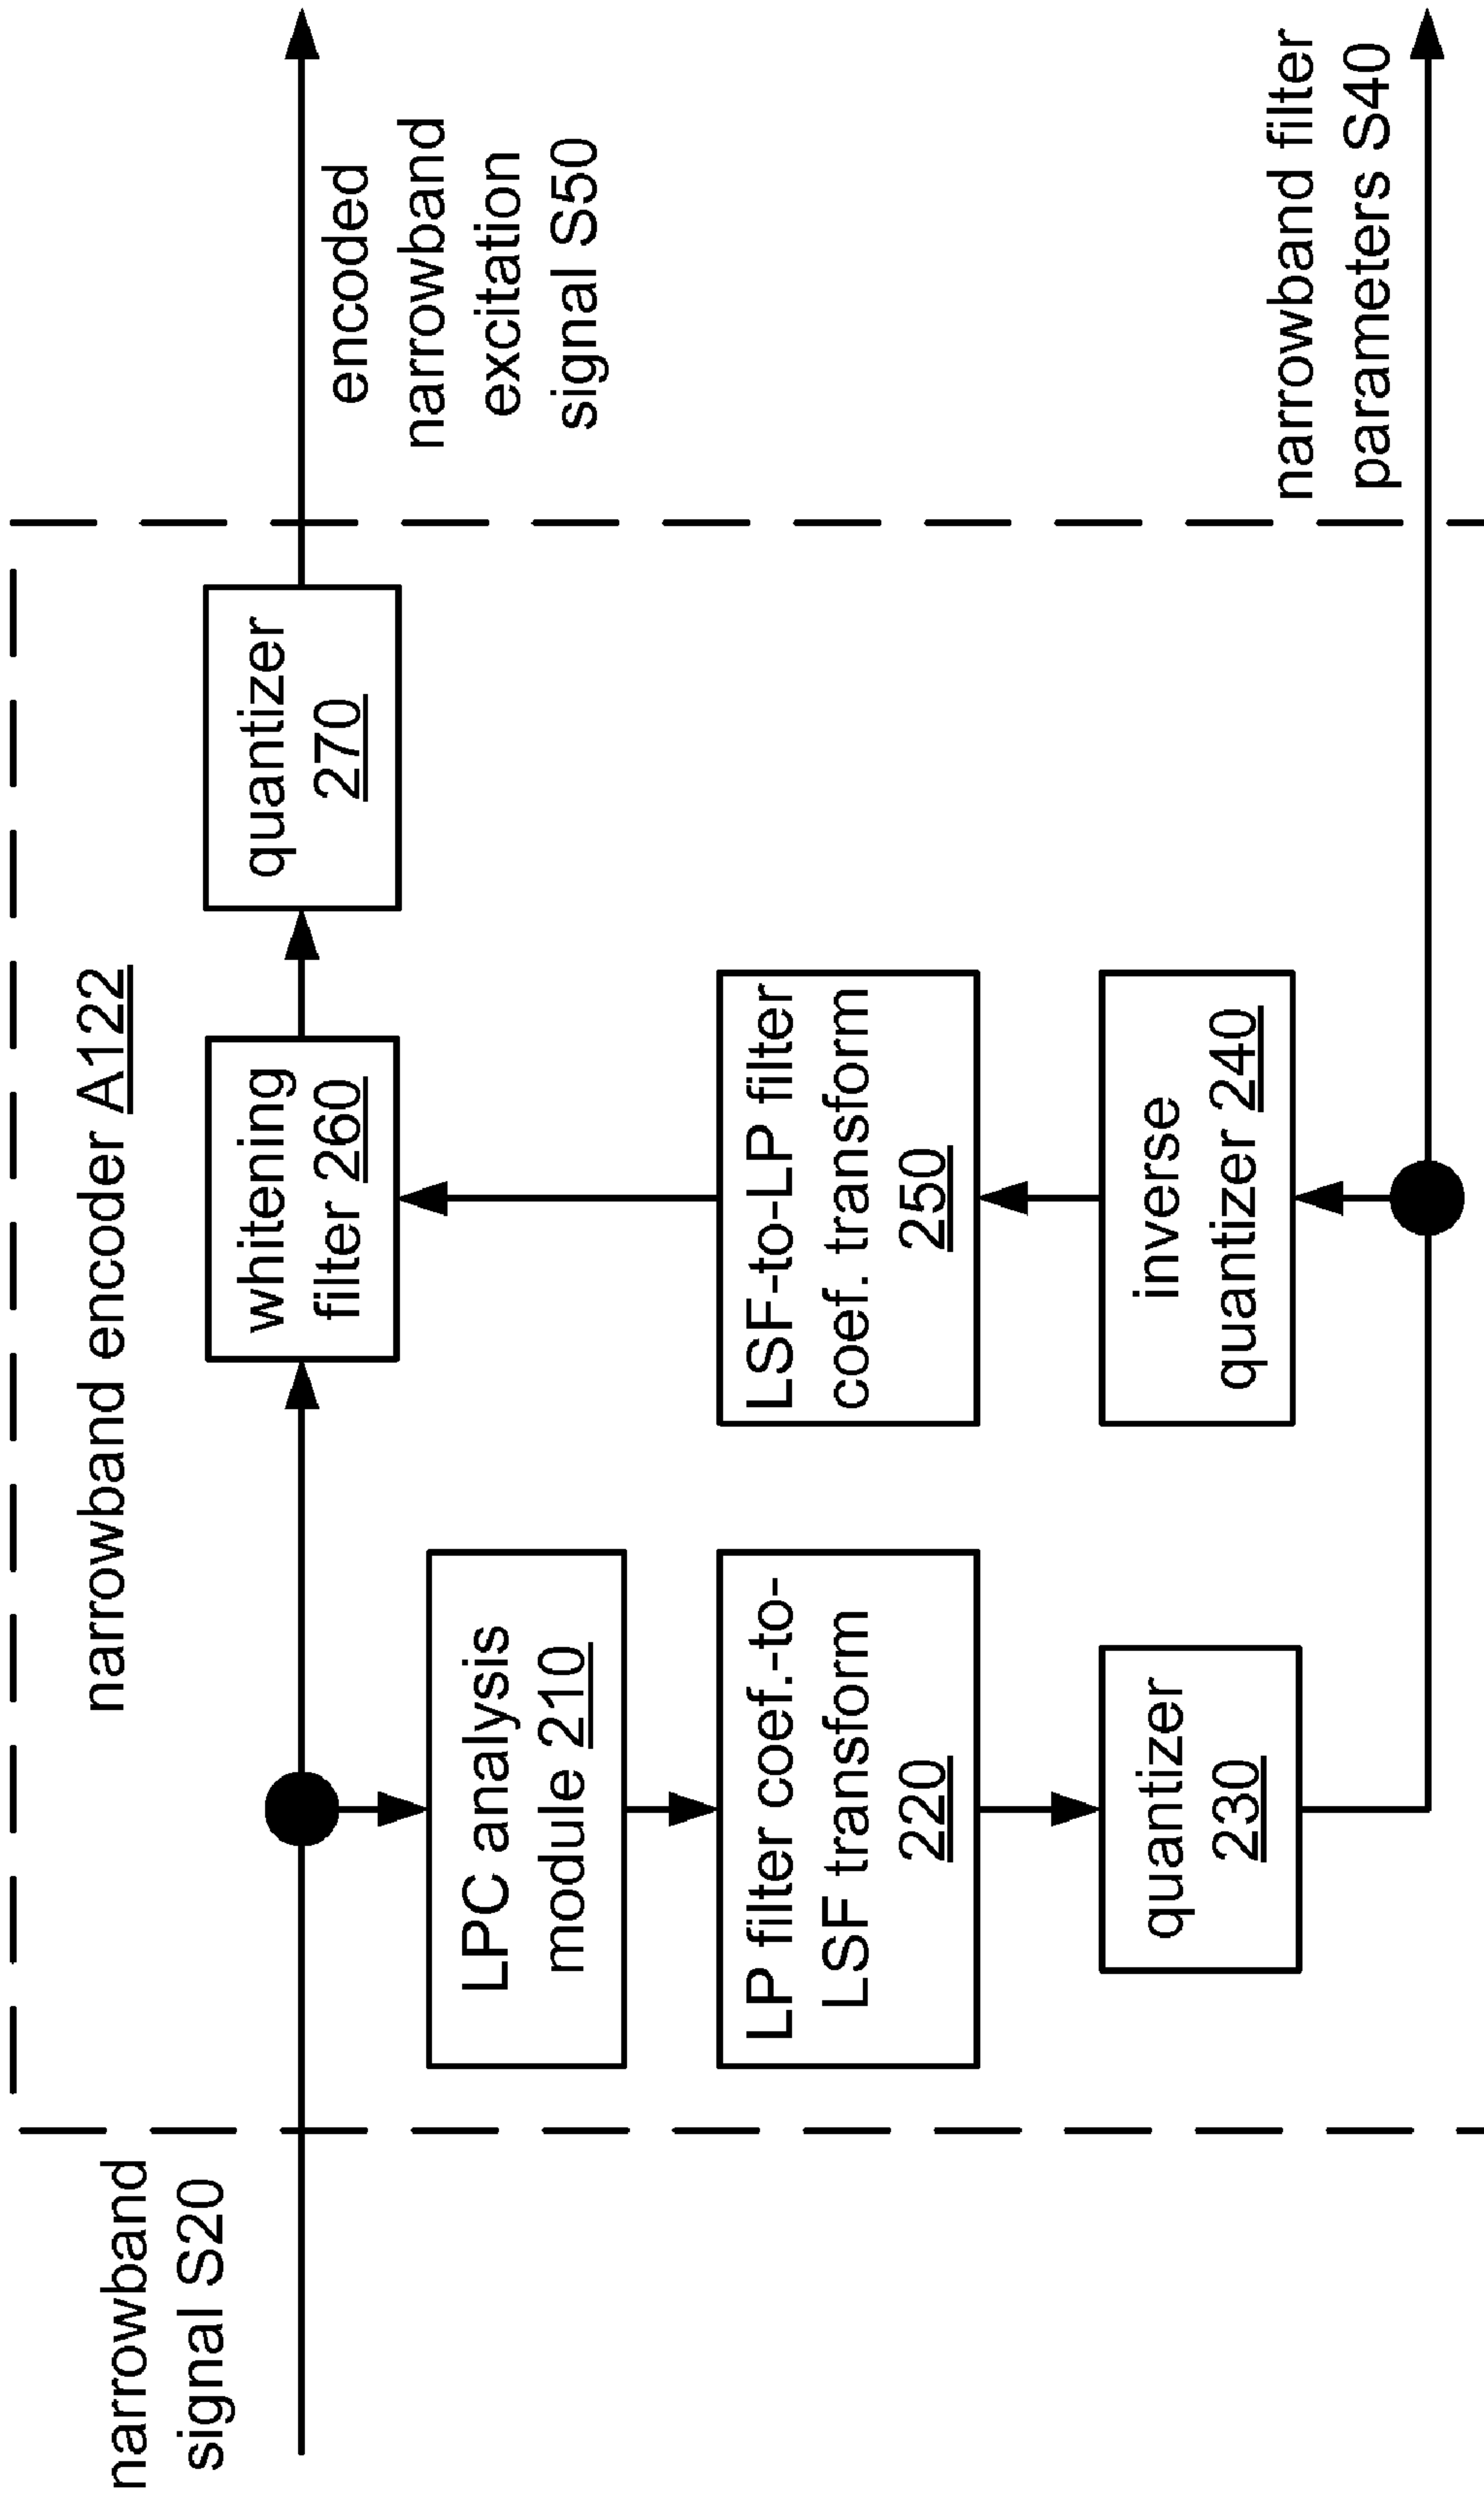 narrowband
signal S20
narrowband encoder A122
whitening
filter 260
quantizer
270
encoded
narrowband
excitation
signal S50
LPC analysis
module 210
LP filter coef.-to-
LSF transform
220
LSF-to-LP filter
coef. transform
250
quantizer
230
inverse
quantizer 240
narrowband filter
parameters S40